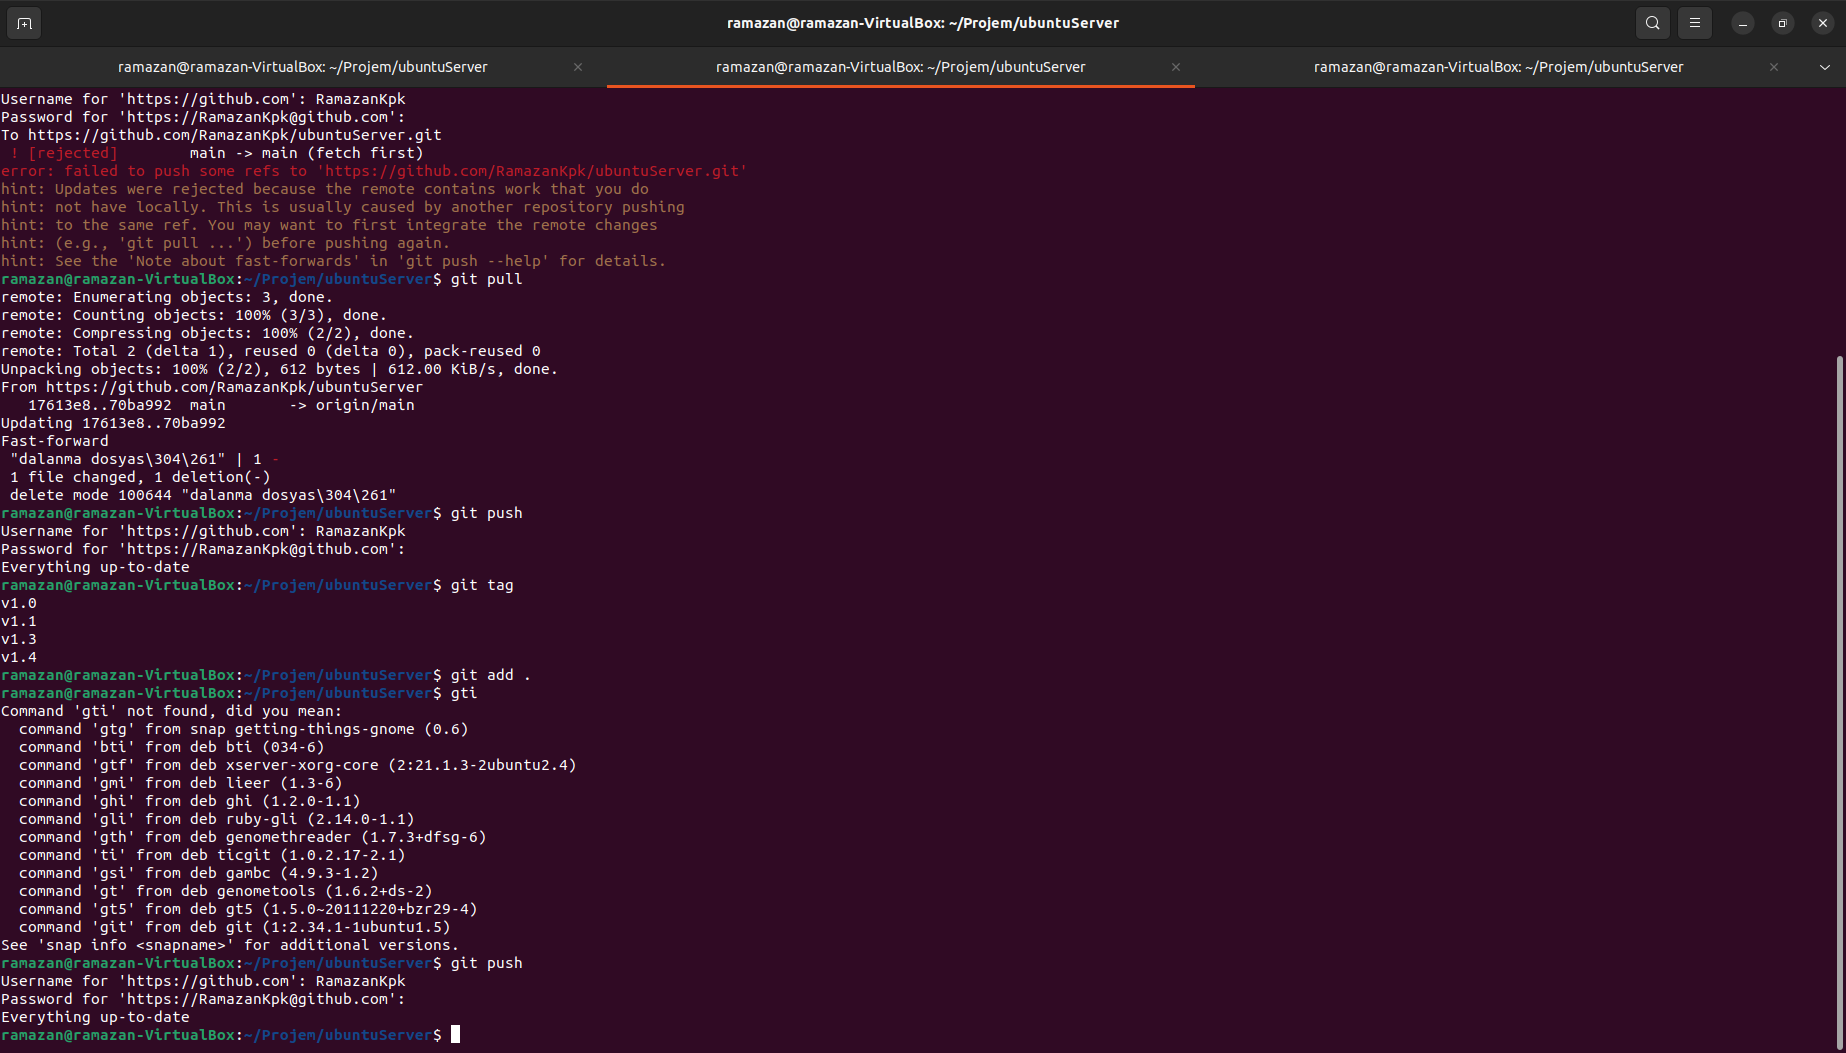 ramazan@ramazan-VirtualBox: ~/Projem/ubuntuServer
ramazan@ramazan-VirtualBox: ~/Projem/ubuntuServer
ramazan@ramazan-VirtualBox: ~/Projem/ubuntuServer
ramazan@ramazan-VirtualBox: ~/Projem/ubuntuServer
Username for 'https://github.com': RamazanKpk
Password for 'https://RamazanKpk@github.com':
To https://github.com/RamazanKpk/ubuntuServer.git
 ! [rejected]        main -> main (fetch first)
error: failed to push some refs to 'https://github.com/RamazanKpk/ubuntuServer.git'
hint: Updates were rejected because the remote contains work that you do
hint: not have locally. This is usually caused by another repository pushing
hint: to the same ref. You may want to first integrate the remote changes
hint: (e.g., 'git pull ...') before pushing again.
hint: See the 'Note about fast-forwards' in 'git push --help' for details.
ramazan@ramazan-VirtualBox:~/Projem/ubuntuServer$ git pull
remote: Enumerating objects: 3, done.
remote: Counting objects: 100% (3/3), done.
remote: Compressing objects: 100% (2/2), done.
remote: Total 2 (delta 1), reused 0 (delta 0), pack-reused 0
Unpacking objects: 100% (2/2), 612 bytes | 612.00 KiB/s, done.
From https://github.com/RamazanKpk/ubuntuServer
   17613e8..70ba992  main       -> origin/main
Updating 17613e8..70ba992
Fast-forward
 "dalanma dosyas\304\261" | 1 -
 1 file changed, 1 deletion(-)
 delete mode 100644 "dalanma dosyas\304\261"
ramazan@ramazan-VirtualBox:~/Projem/ubuntuServer$ git push
Username for 'https://github.com': RamazanKpk
Password for 'https://RamazanKpk@github.com':
Everything up-to-date
ramazan@ramazan-VirtualBox:~/Projem/ubuntuServer$ git tag
v1.0
v1.1
v1.3
v1.4
ramazan@ramazan-VirtualBox:~/Projem/ubuntuServer$ git add .
ramazan@ramazan-VirtualBox:~/Projem/ubuntuServer$ gti
Command 'gti' not found, did you mean:
  command 'gtg' from snap getting-things-gnome (0.6)
  command 'bti' from deb bti (034-6)
  command 'gtf' from deb xserver-xorg-core (2:21.1.3-2ubuntu2.4)
  command 'gmi' from deb lieer (1.3-6)
  command 'ghi' from deb ghi (1.2.0-1.1)
  command 'gli' from deb ruby-gli (2.14.0-1.1)
  command 'gth' from deb genomethreader (1.7.3+dfsg-6)
  command 'ti' from deb ticgit (1.0.2.17-2.1)
  command 'gsi' from deb gambc (4.9.3-1.2)
  command 'gt' from deb genometools (1.6.2+ds-2)
  command 'gt5' from deb gt5 (1.5.0~20111220+bzr29-4)
  command 'git' from deb git (1:2.34.1-1ubuntu1.5)
See 'snap info <snapname>' for additional versions.
ramazan@ramazan-VirtualBox:~/Projem/ubuntuServer$ git push
Username for 'https://github.com': RamazanKpk
Password for 'https://RamazanKpk@github.com':
Everything up-to-date
ramazan@ramazan-VirtualBox:~/Projem/ubuntuServer$